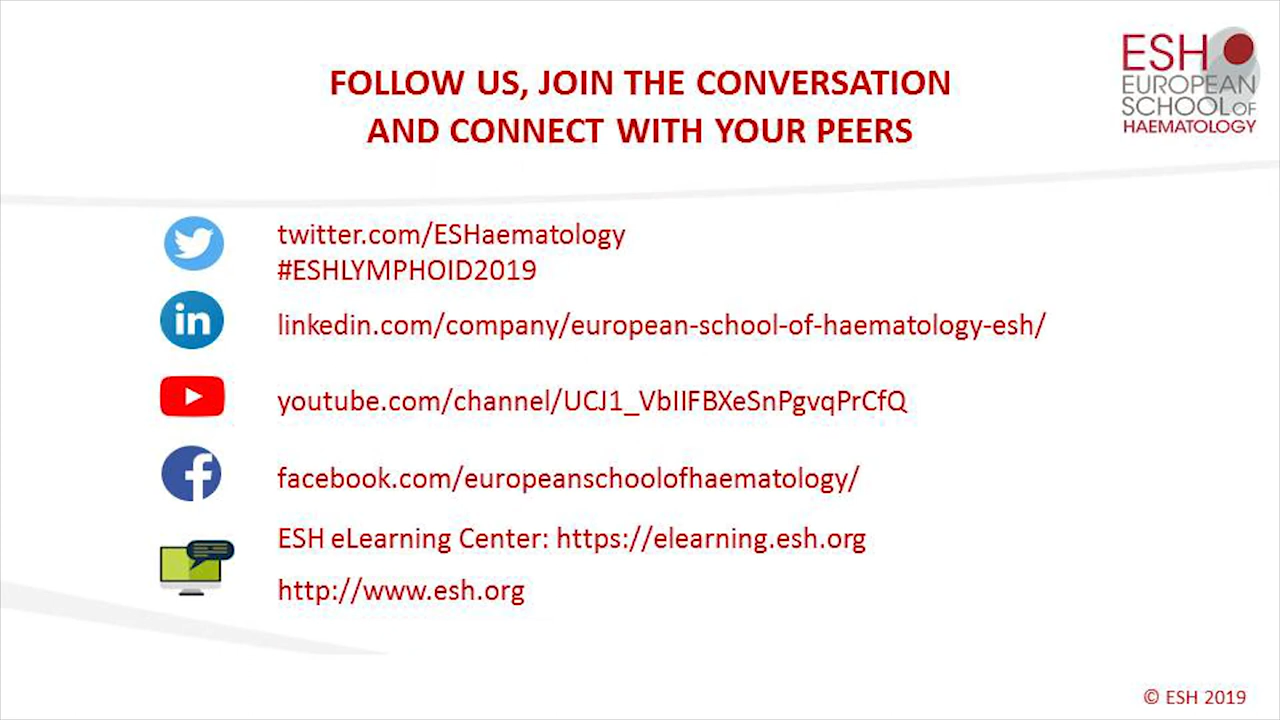 FOLLOW US, JOIN THE CONVERSATION
AND CONNECT WITH YOUR PEERS
ESH
EUROPEAN
SCHOOL OF
HAEMATOLOGY
twitter.com/ESHaematology
#ESHLYMPHOID2019
linkedin.com/company/european-school-of-haematology-esh/
youtube.com/channel/UCJ1_VbIIFBXeSnPgvqPrCfQ
facebook.com/europeanschoolofhaematology/
ESH eLearning Center: https://elearning.esh.org
http://www.esh.org
© ESH 2019